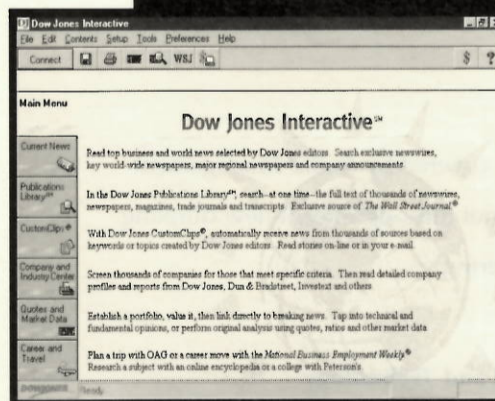 Dow Jones Interactive
File Edit Contents Setup Tools Preferences Help
Connect WSJ $ ?
Main Menu
Dow Jones Interactive℠
Current News
Read top business and world news selected by Dow Jones editors. Search exclusive newswires,
key world-wide newspapers, major regional newspapers and company announcements.
Publications
Library℠
In the Dow Jones Publications Library℠, search--at one time--the full text of thousands of newswires,
newspapers, magazines, trade journals and transcripts. Exclusive source of The Wall Street Journal®
CustomClips®
With Dow Jones CustomClips®, automatically receive news from thousands of sources based on
keywords or topics created by Dow Jones editors. Read stories on-line or in your e-mail.
Company and
Industry Center
Screen thousands of companies for those that meet specific criteria. Then read detailed company
profiles and reports from Dow Jones, Dun & Bradstreet, Investext and others
Quotes and
Market Data
Establish a portfolio, value it, then link directly to breaking news. Tap into technical and
fundamental opinions, or perform original analysis using quotes, ratios and other market data
Career and
Travel
Plan a trip with OAG or a career move with the National Business Employment Weekly®
Research a subject with an online encyclopedia or a college with Peterson's.
Ready